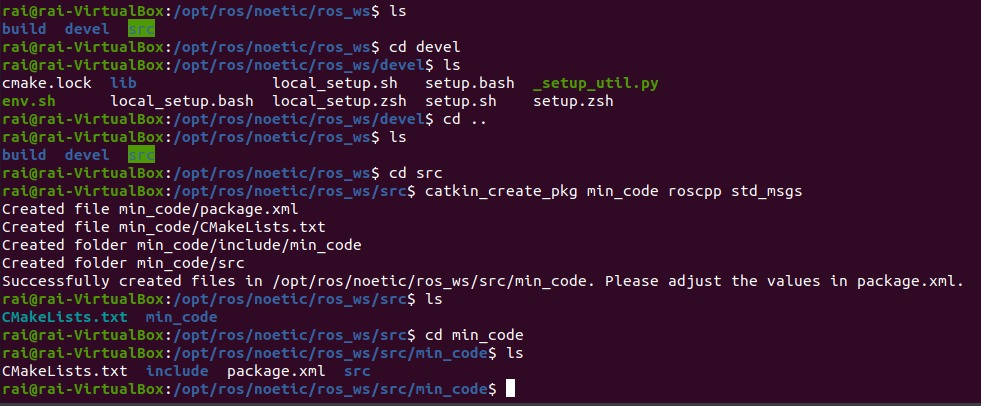 rai@rai-VirtualBox:/opt/ros/noetic/ros_ws$ ls
build  devel  src
rai@rai-VirtualBox:/opt/ros/noetic/ros_ws$ cd devel
rai@rai-VirtualBox:/opt/ros/noetic/ros_ws/devel$ ls
cmake.lock  lib                local_setup.sh   setup.bash  _setup_util.py
env.sh      local_setup.bash  local_setup.zsh  setup.sh    setup.zsh
rai@rai-VirtualBox:/opt/ros/noetic/ros_ws/devel$ cd ..
rai@rai-VirtualBox:/opt/ros/noetic/ros_ws$ ls
build  devel  src
rai@rai-VirtualBox:/opt/ros/noetic/ros_ws$ cd src
rai@rai-VirtualBox:/opt/ros/noetic/ros_ws/src$ catkin_create_pkg min_code roscpp std_msgs
Created file min_code/package.xml
Created file min_code/CMakeLists.txt
Created folder min_code/include/min_code
Created folder min_code/src
Successfully created files in /opt/ros/noetic/ros_ws/src/min_code. Please adjust the values in package.xml.
rai@rai-VirtualBox:/opt/ros/noetic/ros_ws/src$ ls
CMakeLists.txt  min_code
rai@rai-VirtualBox:/opt/ros/noetic/ros_ws/src$ cd min_code
rai@rai-VirtualBox:/opt/ros/noetic/ros_ws/src/min_code$ ls
CMakeLists.txt  include  package.xml  src
rai@rai-VirtualBox:/opt/ros/noetic/ros_ws/src/min_code$